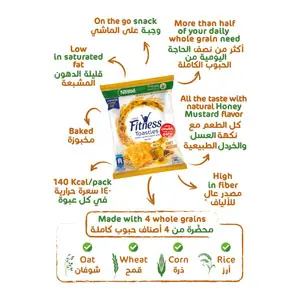 On the go snack
وجبة على الماشي
More than half
of your daily
whole grain need
أكثر من نصف الحاجة
اليومية من
الحبوب الكاملة
Low
in saturated
fat
قليلة الدهون
المشبعة
Nestlé
Fitness
Toasties
All the taste with
natural Honey
Mustard flavor
كل الطعم مع
نكهة العسل
والخردل الطبيعية
Baked
مخبوزة
140 Kcal/pack
١٤٠ سعرة حرارية
في كل عبوة
High
in fiber
مصدر
للألياف عال
Made with 4 whole grains
محضّرة من 4 أصناف حبوب كاملة
Oat
شوفان
Wheat
قمح
Corn
ذرة
Rice
أرز